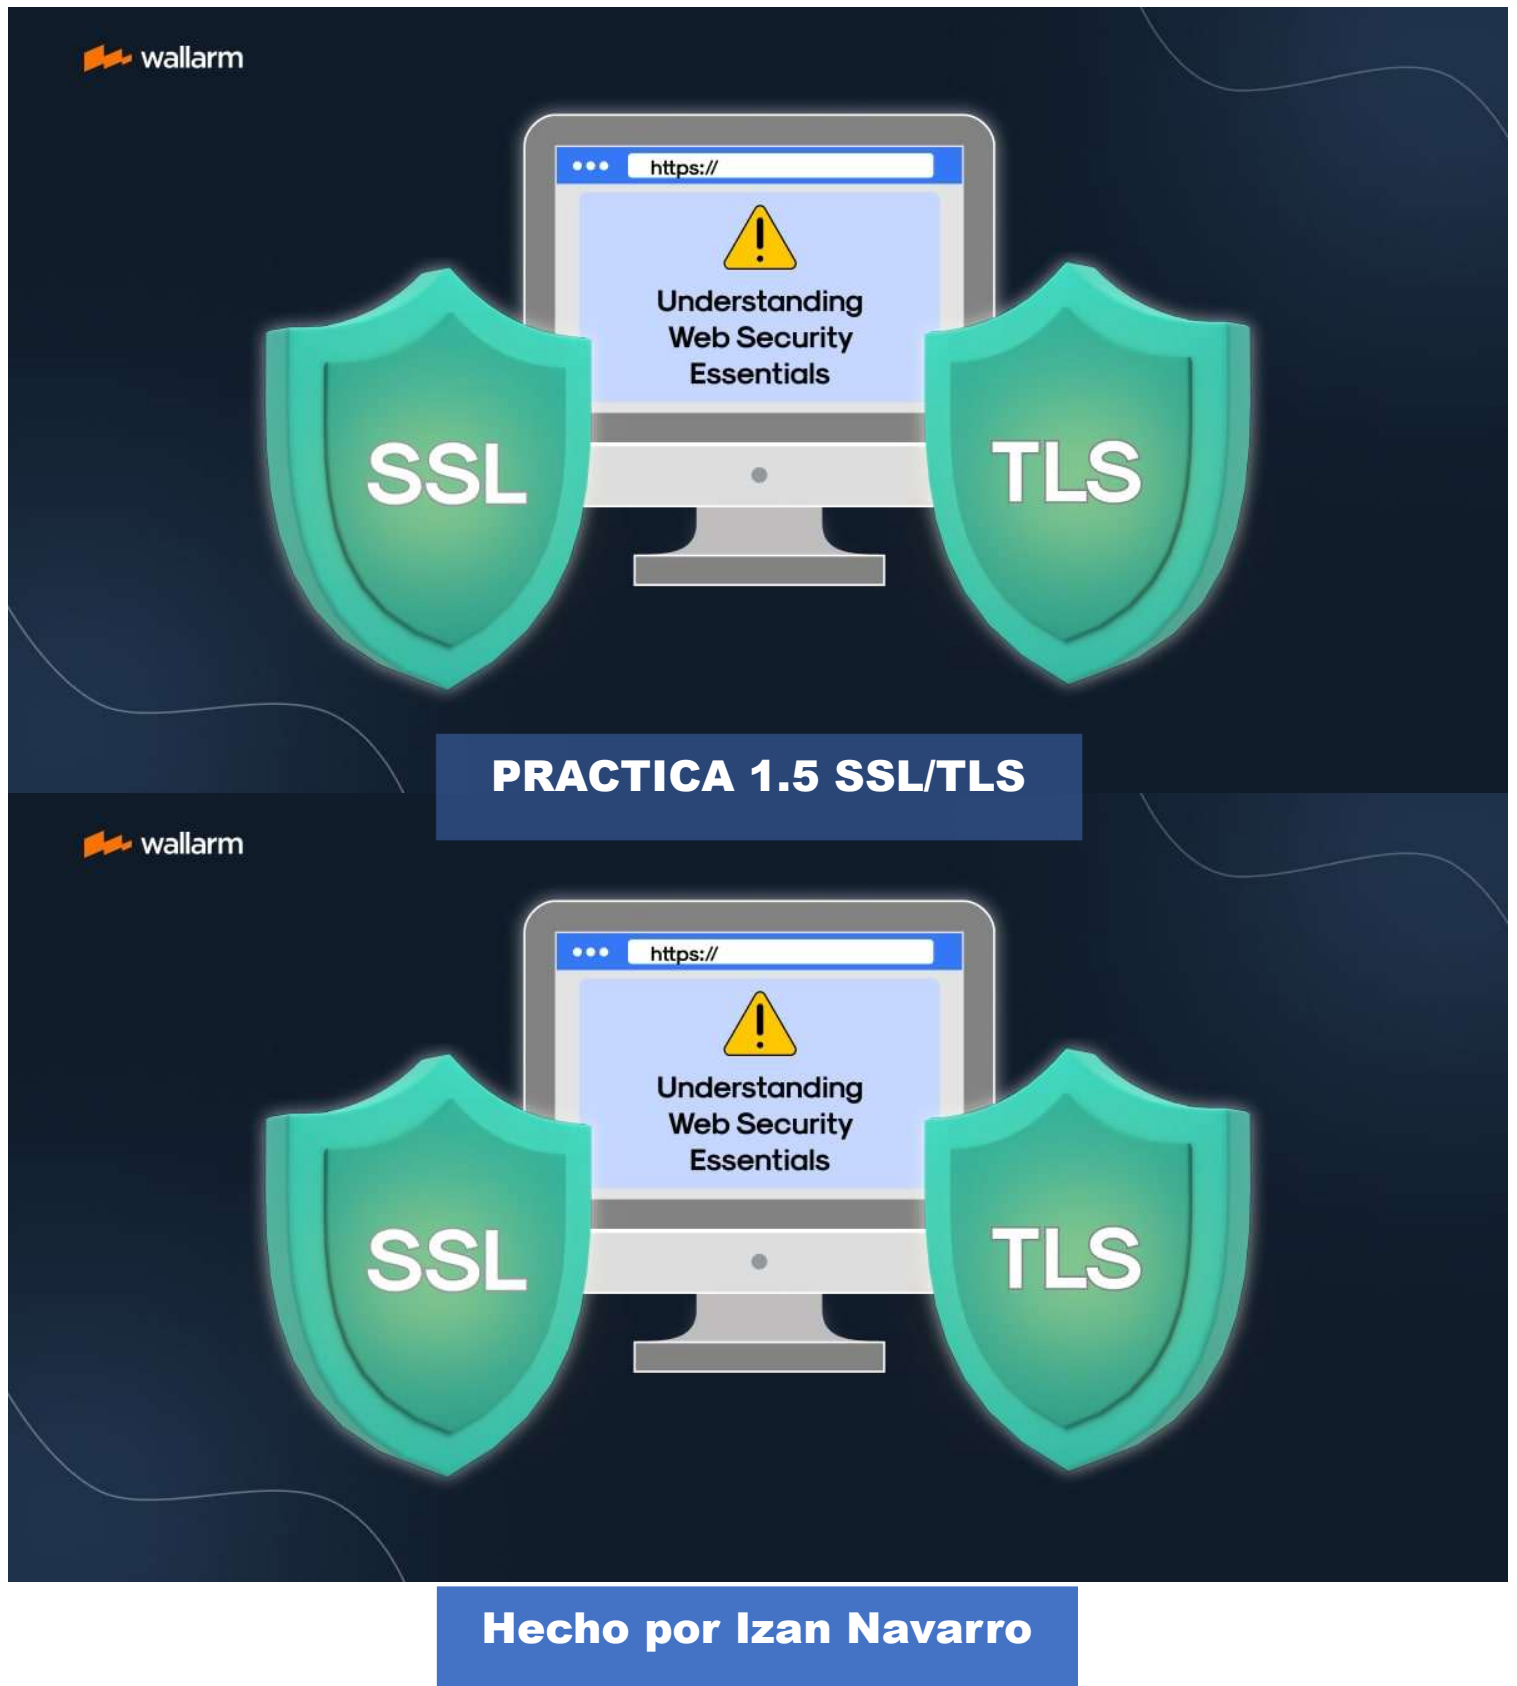 wallarm
https://
Understanding
Web Security
Essentials
SSL
TLS
PRACTICA 1.5 SSL/TLS
wallarm
https://
Understanding
Web Security
Essentials
SSL
TLS
Hecho por Izan Navarro